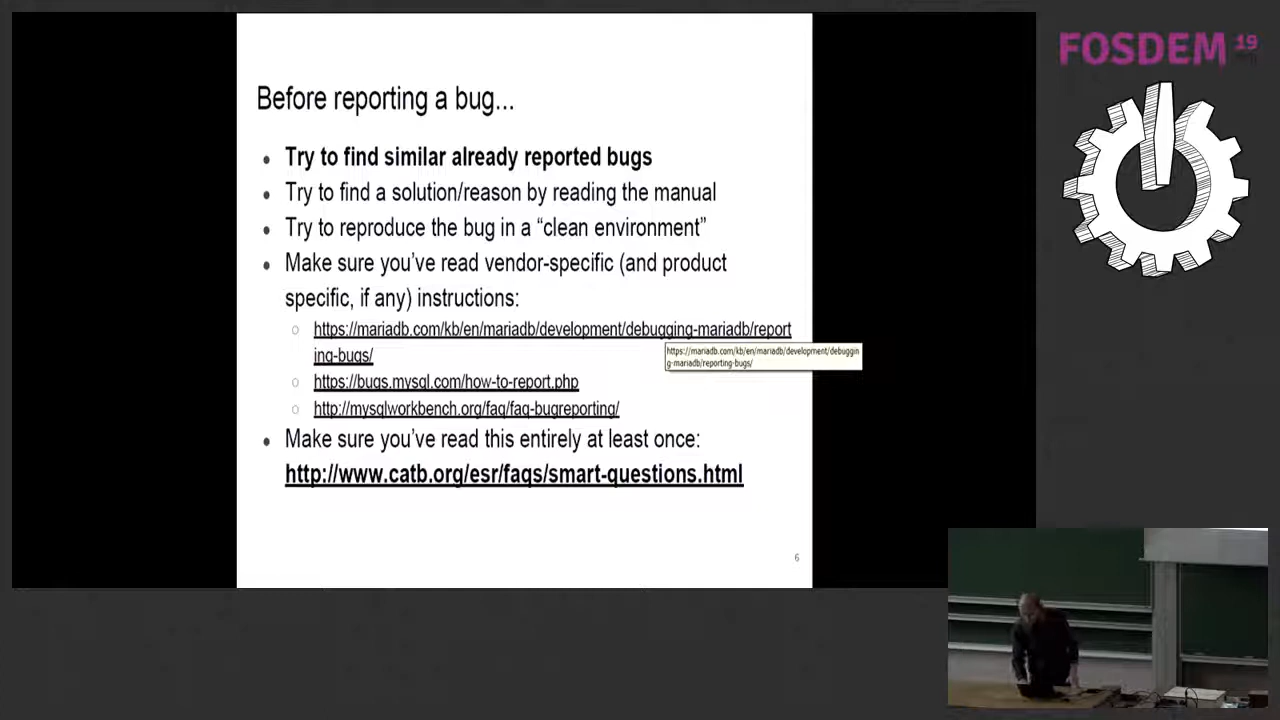 FOSDEM 19
Before reporting a bug...
Try to find similar already reported bugs
Try to find a solution/reason by reading the manual
Try to reproduce the bug in a “clean environment”
Make sure you’ve read vendor-specific (and product
specific, if any) instructions:
https://mariadb.com/kb/en/mariadb/development/debugging-mariadb/report
ing-bugs/
https://mariadb.com/kb/en/mariadb/development/debuggin
g-mariadb/reporting-bugs/
https://bugs.mysql.com/how-to-report.php
http://mysqlworkbench.org/faq/faq-bugreporting/
Make sure you’ve read this entirely at least once:
http://www.catb.org/esr/faqs/smart-questions.html
6